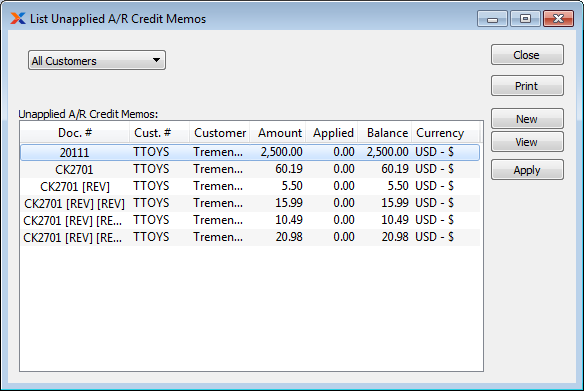 List Unapplied A/R Credit Memos
All Customers
Close
Print
Unapplied A/R Credit Memos:
New
Doc. # Cust. # Customer Amount Applied Balance Currency
View
20111 TTOYS Tremen... 2,500.00 0.00 2,500.00 USD - $
CK2701 TTOYS Tremen... 60.19 0.00 60.19 USD - $
Apply
CK2701 [REV] TTOYS Tremen... 5.50 0.00 5.50 USD - $
CK2701 [REV] [REV] TTOYS Tremen... 15.99 0.00 15.99 USD - $
CK2701 [REV] [RE... TTOYS Tremen... 10.49 0.00 10.49 USD - $
CK2701 [REV] [RE... TTOYS Tremen... 20.98 0.00 20.98 USD - $